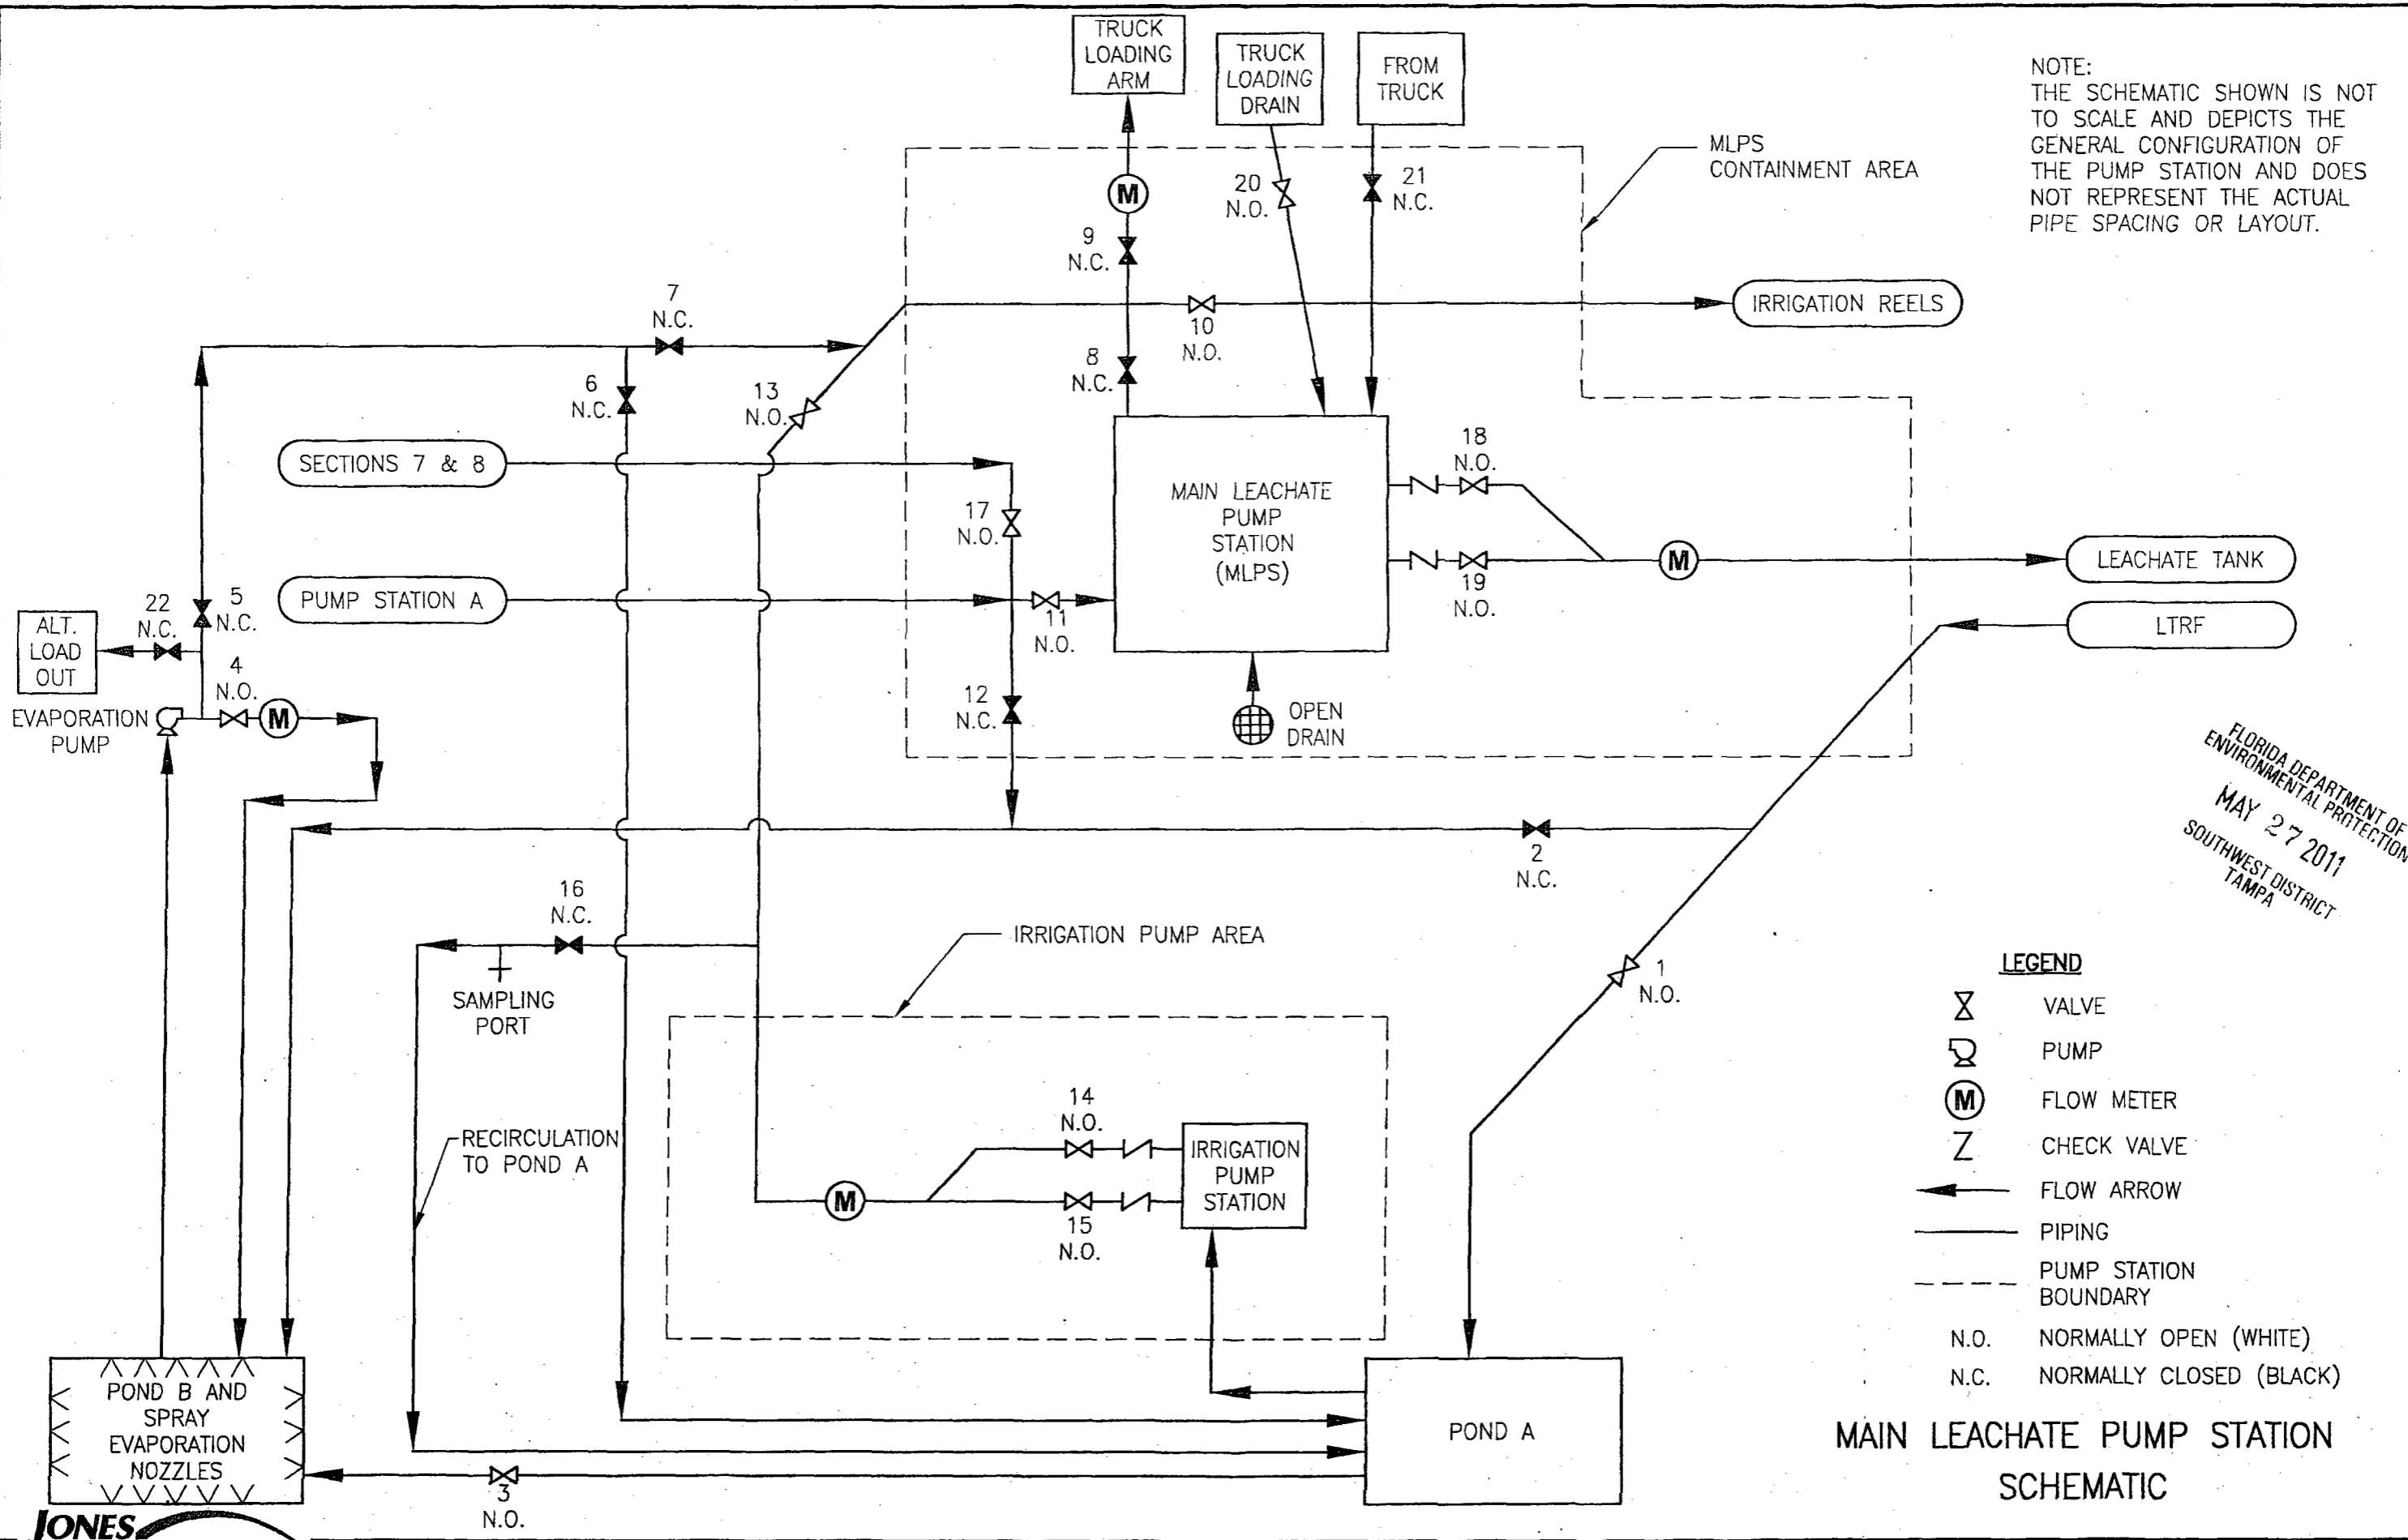 TRUCK
LOADING
ARM
TRUCK
LOADING
DRAIN
FROM
TRUCK
NOTE:
THE SCHEMATIC SHOWN IS NOT
TO SCALE AND DEPICTS THE
GENERAL CONFIGURATION OF
THE PUMP STATION AND DOES
NOT REPRESENT THE ACTUAL
PIPE SPACING OR LAYOUT.
MLPS
CONTAINMENT AREA
M
20
N.O.
21
N.C.
9
N.C.
7
N.C.
10
N.O.
IRRIGATION REELS
8
N.C.
6
N.C.
13
N.O.
SECTIONS 7 & 8
17
N.O.
MAIN LEACHATE
PUMP
STATION
(MLPS)
18
N.O.
19
N.O.
M
LEACHATE TANK
LTRF
PUMP STATION A
11
N.O.
22
N.C.
5
N.C.
ALT.
LOAD
OUT
4
N.O.
M
EVAPORATION
PUMP
12
N.C.
OPEN
DRAIN
FLORIDA DEPARTMENT OF
ENVIRONMENTAL PROTECTION
MAY 27 2011
SOUTHWEST DISTRICT
TAMPA
2
N.C.
16
N.C.
SAMPLING
PORT
IRRIGATION PUMP AREA
1
N.O.
RECIRCULATION
TO POND A
14
N.O.
15
N.O.
M
IRRIGATION
PUMP
STATION
LEGEND
VALVE
PUMP
M FLOW METER
CHECK VALVE
FLOW ARROW
PIPING
PUMP STATION
BOUNDARY
N.O. NORMALLY OPEN (WHITE)
N.C. NORMALLY CLOSED (BLACK)
POND B AND
SPRAY
EVAPORATION
NOZZLES
POND A
3
N.O.
MAIN LEACHATE PUMP STATION
SCHEMATIC
JONES